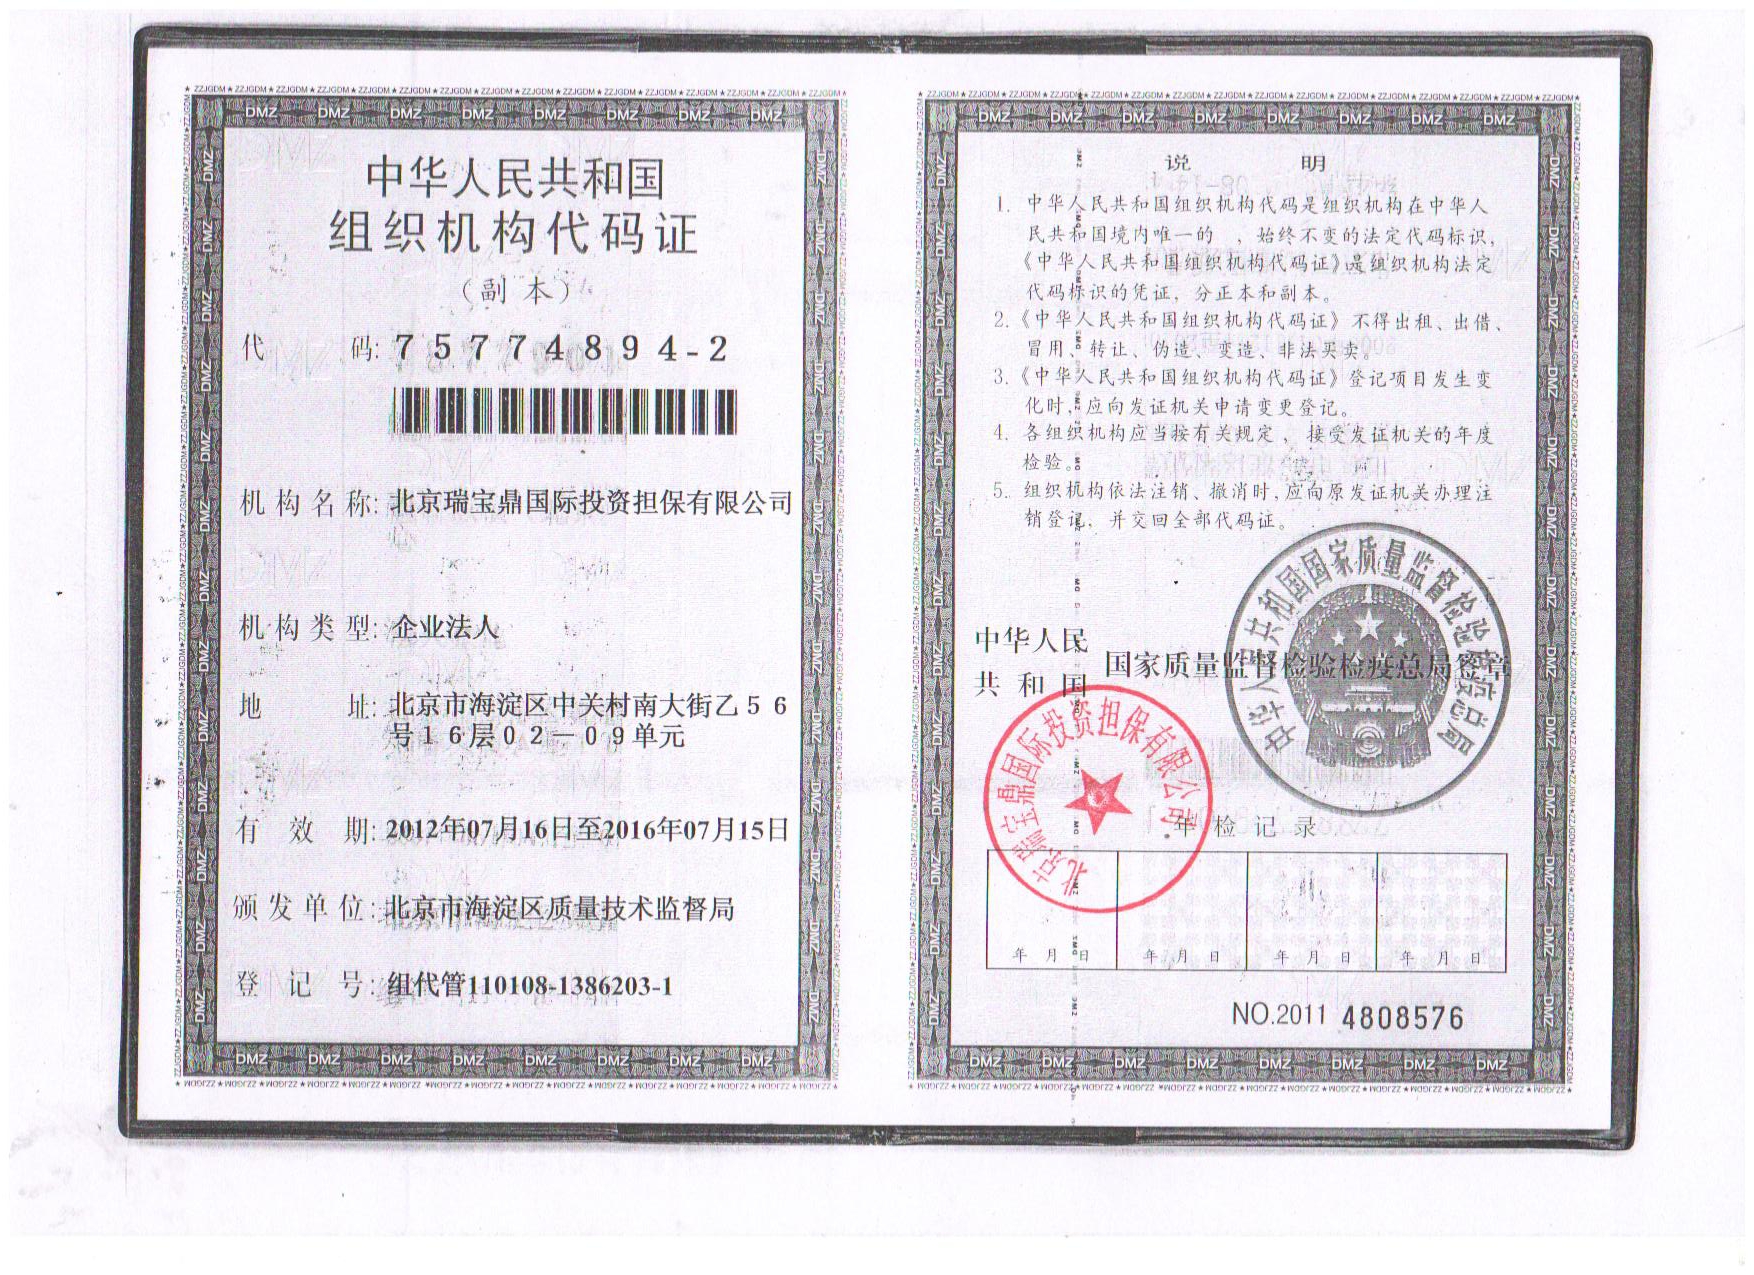 中华人民共和国
组织机构代码证
（副本）
代 码: 75774894-2
机构名称: 北京瑞宝鼎国际投资担保有限公司
机构类型: 企业法人
地 址: 北京市海淀区中关村南大街乙56
号16层02－09单元
有 效 期: 2012年07月16日至2016年07月15日
颁发单位: 北京市海淀区质量技术监督局
登 记 号: 组代管110108-1386203-1
说 明
1. 中华人民共和国组织机构代码是组织机构在中华人
民共和国境内唯一的 、始终不变的法定代码标识,
《中华人民共和国组织机构代码证》是组织机构法定
代码标识的凭证, 分正本和副本。
2.《中华人民共和国组织机构代码证》不得出租、出借、
冒用、转让、伪造、变造、非法买卖。
3.《中华人民共和国组织机构代码证》登记项目发生变
化时, 应向发证机关申请变更登记。
4. 各组织机构应当按有关规定 , 接受发证机关的年度
检验。
5. 组织机构依法注销、撤消时, 应向原发证机关办理注
销登记, 并交回全部代码证。
中华人民
共和国 国家质量监督检验检疫总局签章
中华人民共和国国家质量监督检验检疫总局
北京瑞宝鼎国际投资担保有限公司
年检记录
年 月 日 年 月 日 年 月 日 年 月 日
NO.2011 4808576